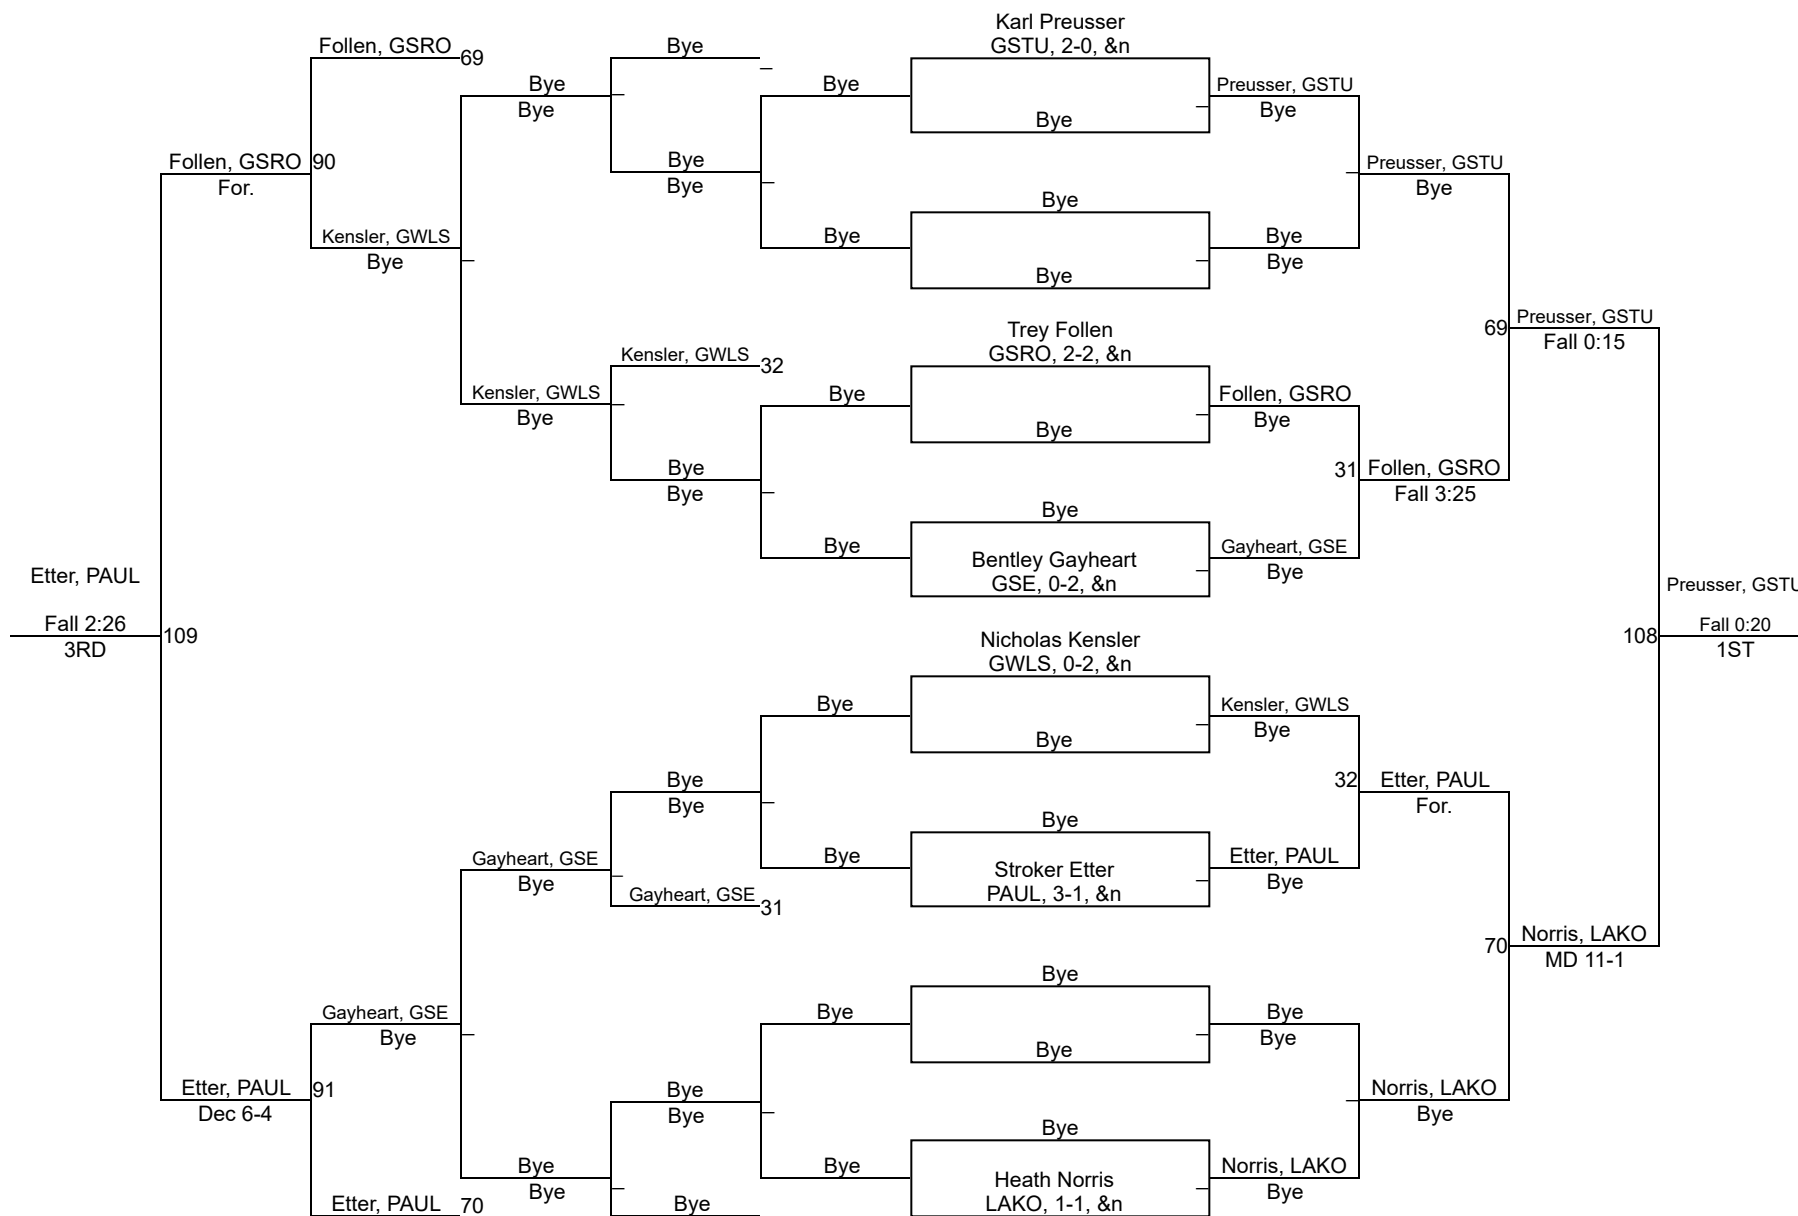 Karl Preusser
GSTU, 2-0, &n
Follen, GSRO
69
Bye
_
Bye
Bye
_
Bye
Preusser, GSTU
Bye
_
Bye
Bye
Bye
_
Follen, GSRO
90
For.
Preusser, GSTU
_
Bye
Bye
Kensler, GWLS
Bye
_
Bye
Bye
_
Bye
Bye
Bye
Trey Follen
GSRO, 2-2, &n
69
Preusser, GSTU
Fall 0:15
Kensler, GWLS
32
Kensler, GWLS
_
Bye
Bye
Follen, GSRO
_
Bye
Bye
Bye
Bye
_
31
Follen, GSRO
Fall 3:25
Bye
Bye
Bentley Gayheart
GSE, 0-2, &n
Gayheart, GSE
_
Bye
Etter, PAUL
Fall 2:26
3RD
109
Preusser, GSTU
108
Fall 0:20
1ST
Nicholas Kensler
GWLS, 0-2, &n
Bye
Kensler, GWLS
_
Bye
Bye
Bye
Bye
_
32
Etter, PAUL
For.
Bye
Gayheart, GSE
_
Bye
Bye
Stroker Etter
PAUL, 3-1, &n
Etter, PAUL
_
Bye
Gayheart, GSE
31
70
Norris, LAKO
MD 11-1
Bye
Gayheart, GSE
_
Bye
Bye
Bye
Bye
_
Bye
Etter, PAUL
91
Dec 6-4
Bye
Bye
_
Norris, LAKO
_
Bye
Bye
Bye
Bye
_
Bye
Heath Norris
LAKO, 1-1, &n
Norris, LAKO
Bye
Etter, PAUL
70
Bye